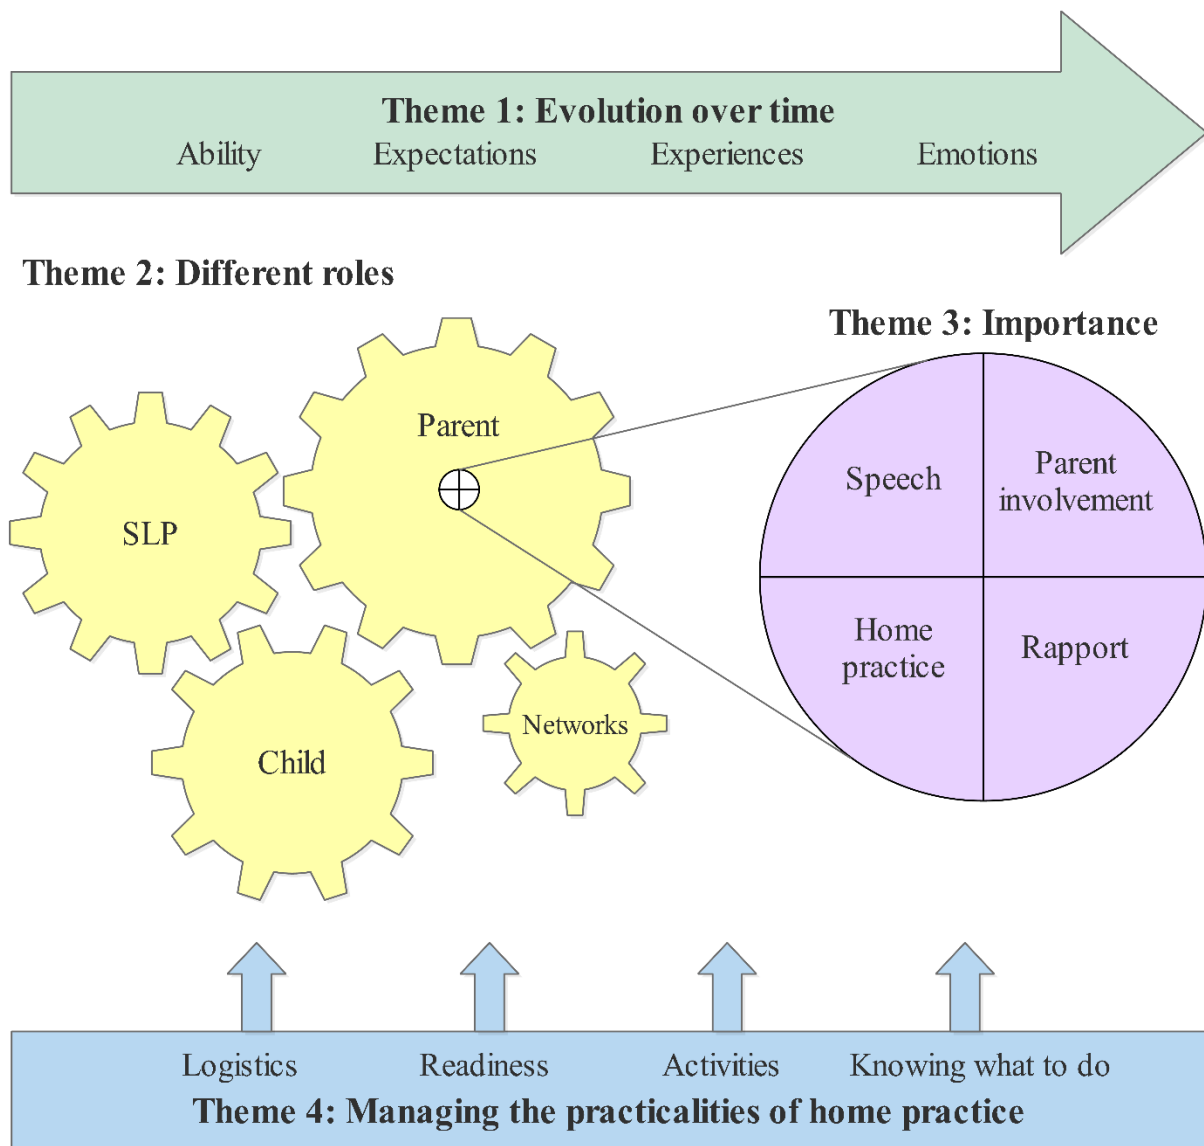 Theme 1: Evolution over time
Ability Expectations Experiences Emotions
Theme 2: Different roles
Theme 3: Importance
Parent
SLP
Child
Networks
Speech
Parent
involvement
Home
practice
Rapport
Logistics Readiness Activities Knowing what to do
Theme 4: Managing the practicalities of home practice